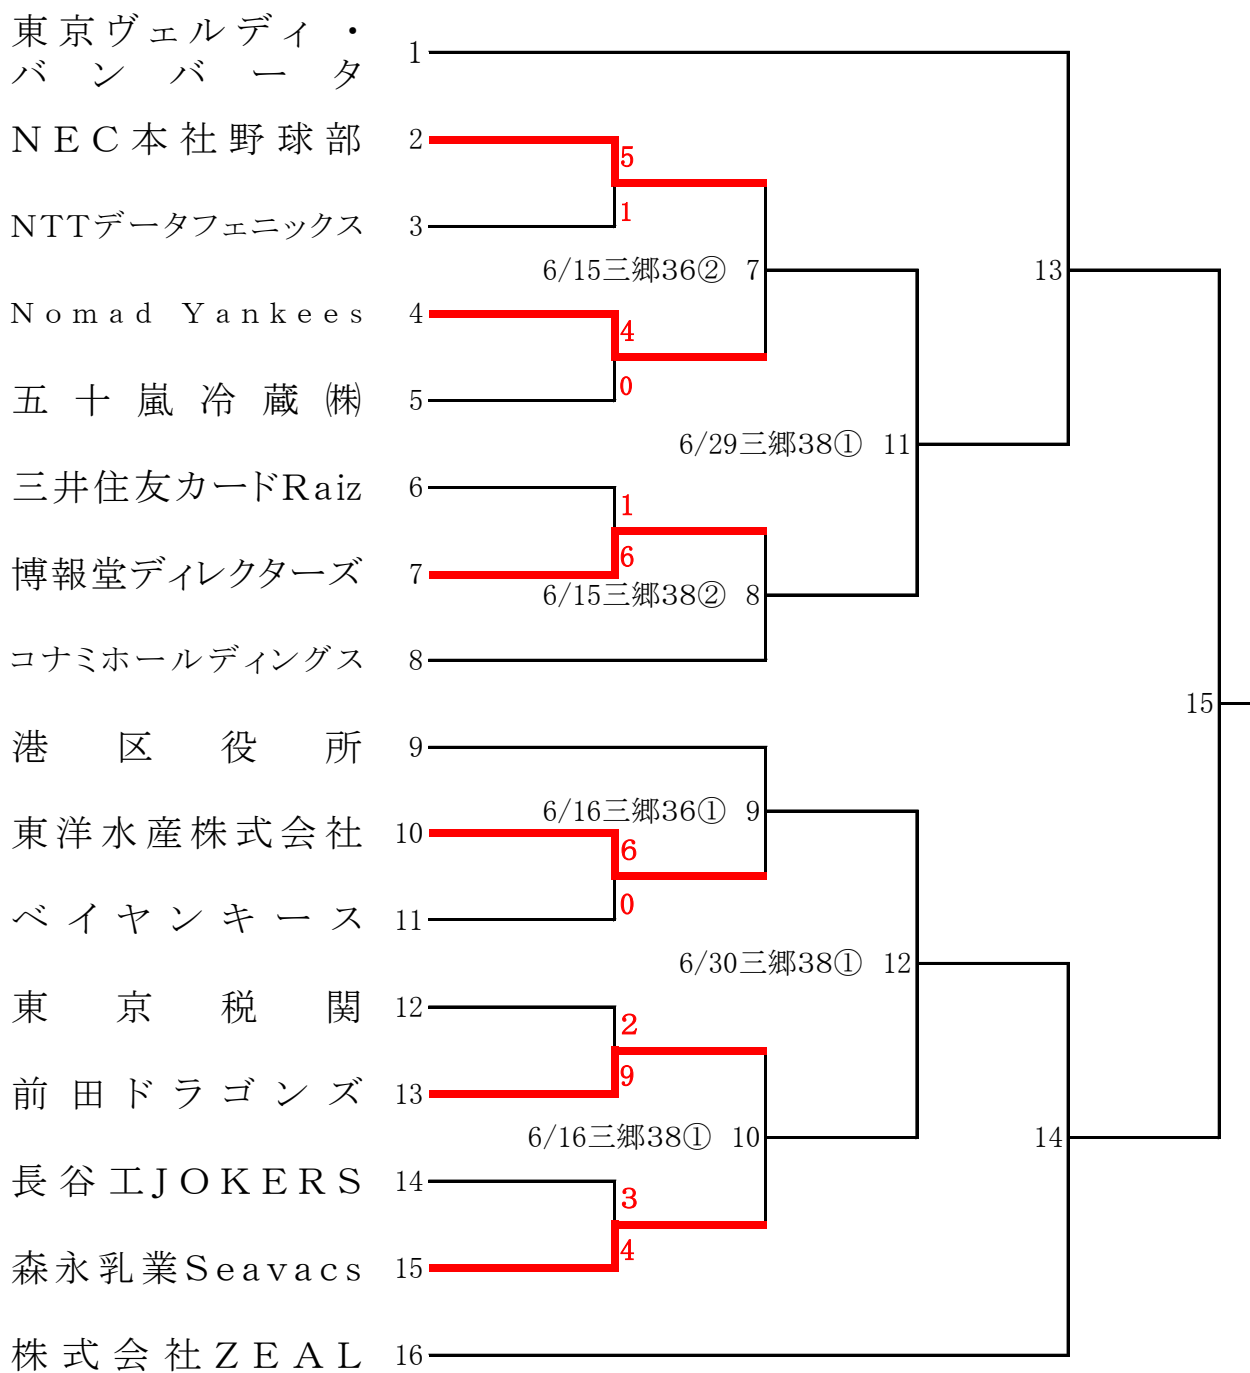 東京ヴェルディ・
バンバータ 1
NEC本社野球部 2
5
1
NTTデータフェニックス 3
6/15三郷36② 7
13
Nomad Yankees 4
4
0
五十嵐冷蔵㈱ 5
6/29三郷38① 11
三井住友カードRaiz 6
1
6
博報堂ディレクターズ 7
6/15三郷38② 8
コナミホールディングス 8
15
港区役所 9
6/16三郷36① 9
東洋水産株式会社 10
6
0
ベイヤンキース 11
6/30三郷38① 12
東京税関 12
2
9
前田ドラゴンズ 13
6/16三郷38① 10
14
長谷工JOKERS 14
3
4
森永乳業Seavacs 15
株式会社ZEAL 16